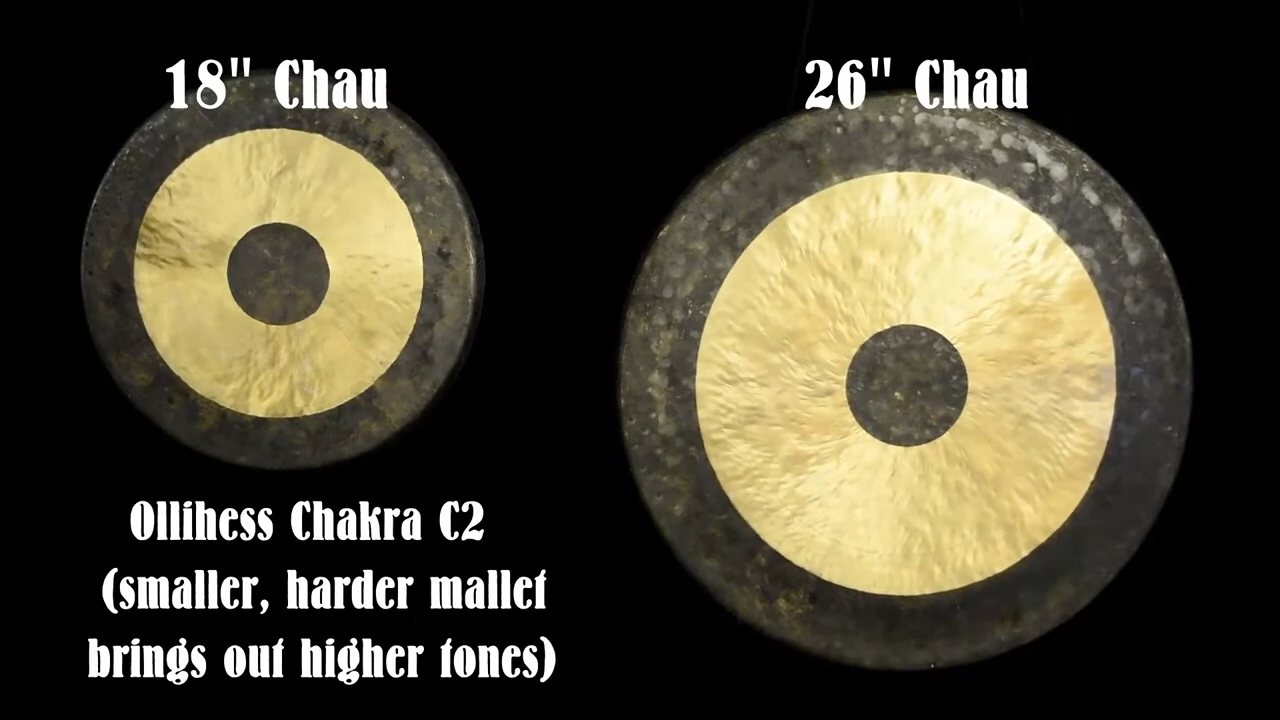 18" Chau
26" Chau
Ollihess Chakra C2
(smaller, harder mallet
brings out higher tones)